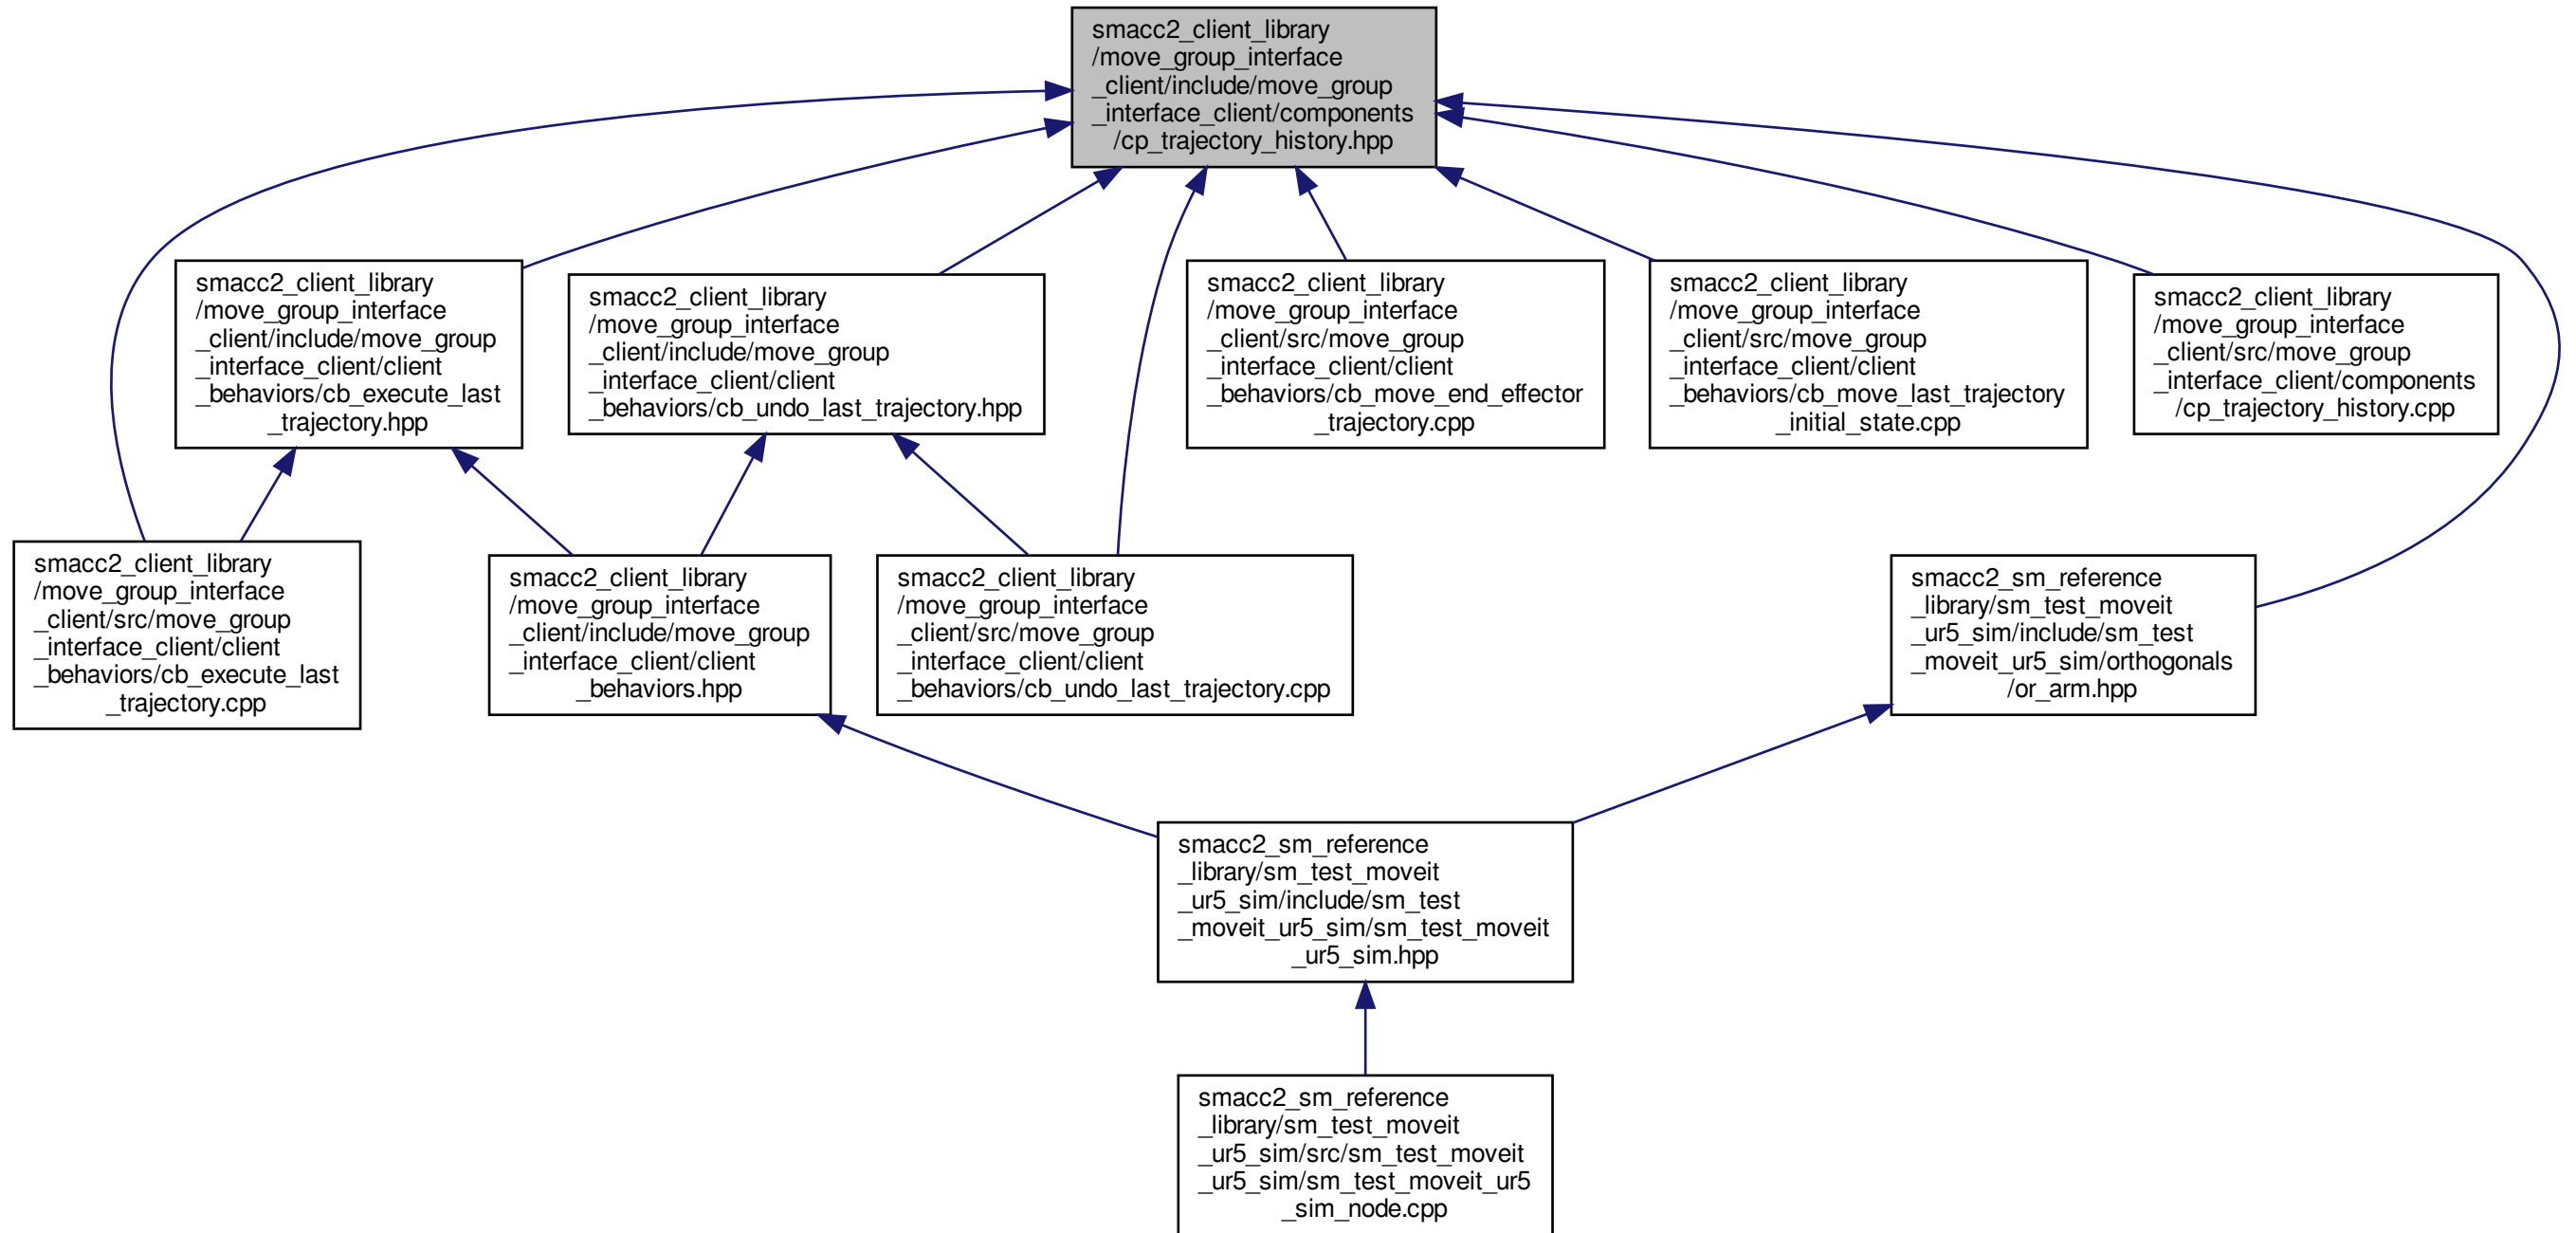 smacc2_client_library
/move_group_interface
_client/include/move_group
_interface_client/components
/cp_trajectory_history.hpp
smacc2_client_library
/move_group_interface
_client/include/move_group
_interface_client/client
_behaviors/cb_execute_last
_trajectory.hpp
smacc2_client_library
/move_group_interface
_client/include/move_group
_interface_client/client
_behaviors/cb_undo_last_trajectory.hpp
smacc2_client_library
/move_group_interface
_client/src/move_group
_interface_client/client
_behaviors/cb_move_end_effector
_trajectory.cpp
smacc2_client_library
/move_group_interface
_client/src/move_group
_interface_client/client
_behaviors/cb_move_last_trajectory
_initial_state.cpp
smacc2_client_library
/move_group_interface
_client/src/move_group
_interface_client/components
/cp_trajectory_history.cpp
smacc2_client_library
/move_group_interface
_client/src/move_group
_interface_client/client
_behaviors/cb_execute_last
_trajectory.cpp
smacc2_client_library
/move_group_interface
_client/include/move_group
_interface_client/client
_behaviors.hpp
smacc2_client_library
/move_group_interface
_client/src/move_group
_interface_client/client
_behaviors/cb_undo_last_trajectory.cpp
smacc2_sm_reference
_library/sm_test_moveit
_ur5_sim/include/sm_test
_moveit_ur5_sim/orthogonals
/or_arm.hpp
smacc2_sm_reference
_library/sm_test_moveit
_ur5_sim/include/sm_test
_moveit_ur5_sim/sm_test_moveit
_ur5_sim.hpp
smacc2_sm_reference
_library/sm_test_moveit
_ur5_sim/src/sm_test_moveit
_ur5_sim/sm_test_moveit_ur5
_sim_node.cpp